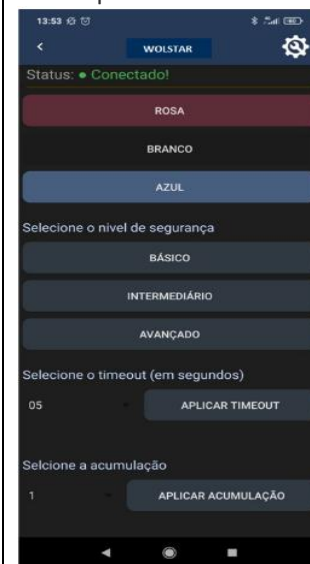 13:53
WOLSTAR
Status: ● Conectado!
ROSA
BRANCO
AZUL
Selecione o nivel de segurança
BÁSICO
INTERMEDIÁRIO
AVANÇADO
Selecione o timeout (em segundos)
05 APLICAR TIMEOUT
Selcione a acumulação
1 APLICAR ACUMULAÇÃO